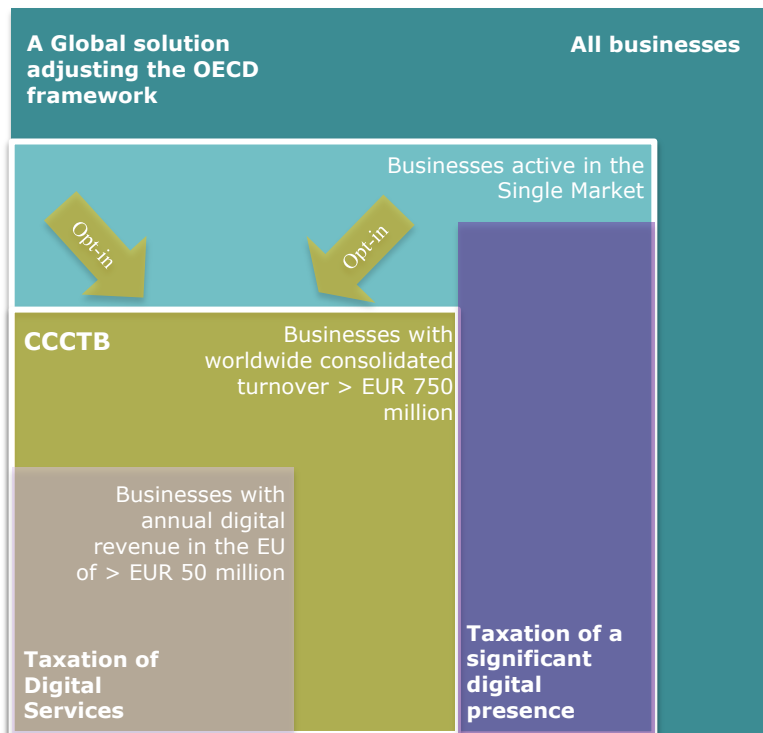 A Global solution
adjusting the OECD
framework
All businesses
Businesses active in the
Single Market
Opt-in
Opt-in
CCCTB
Businesses with
worldwide consolidated
turnover > EUR 750
million
Businesses with
annual digital
revenue in the EU
of > EUR 50 million
Taxation of
Digital
Services
Taxation of a
significant
digital
presence